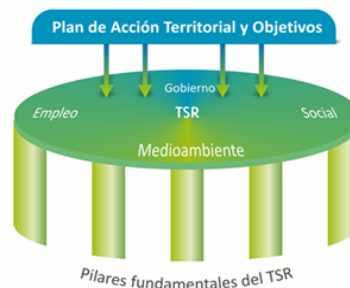 Plan de Acción Territorial y Objetivos
Gobierno
Empleo
TSR
Social
Medioambiente
Pilares fundamentales del TSR